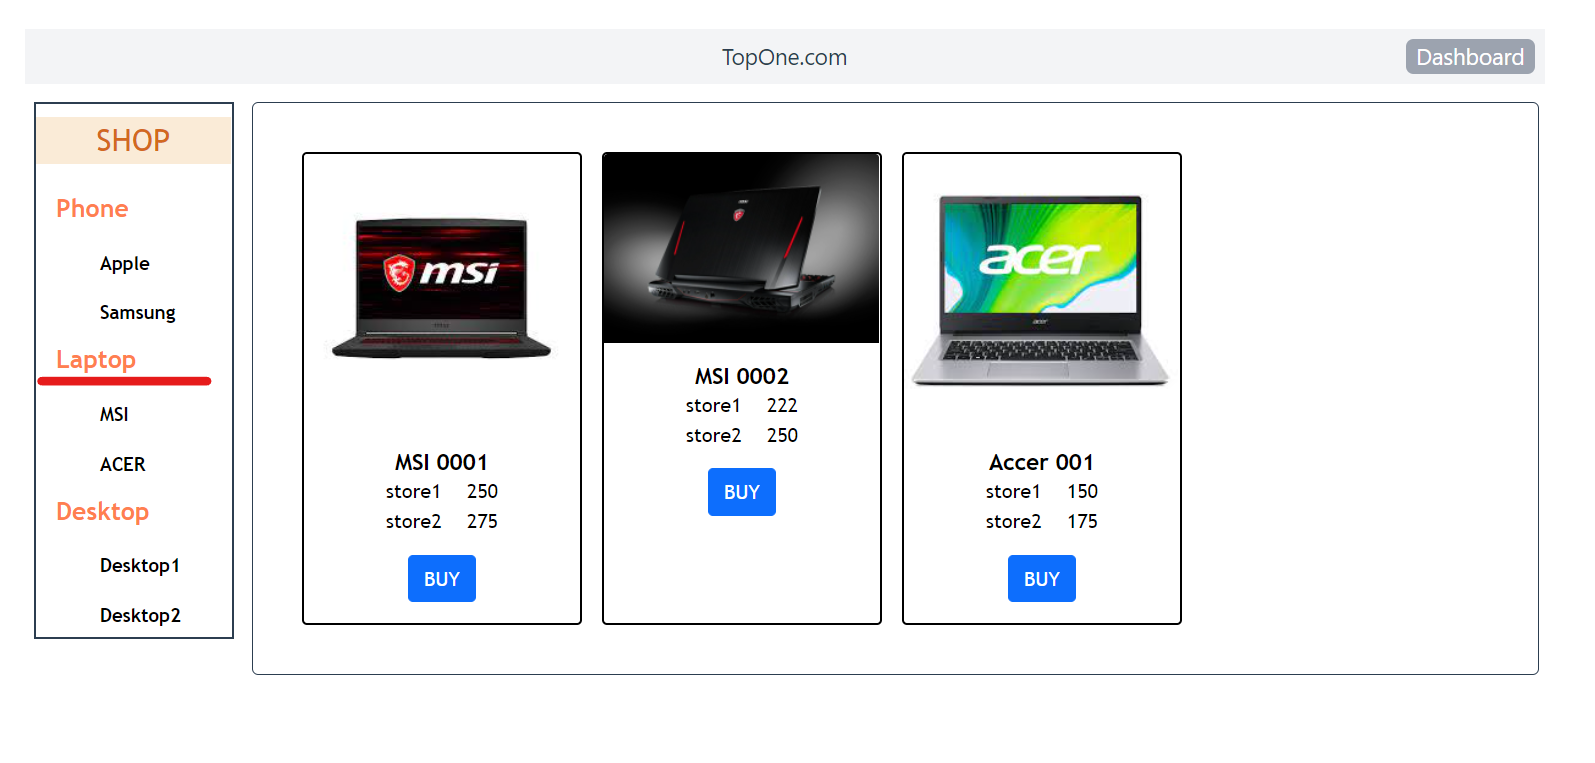 TopOne.com
Dashboard
SHOP
Phone
Apple
Samsung
Laptop
MSI
ACER
Desktop
Desktop1
Desktop2
msi
MSI 0001
store1 250
store2 275
BUY
MSI 0002
store1 222
store2 250
BUY
acer
acer
Accer 001
store1 150
store2 175
BUY